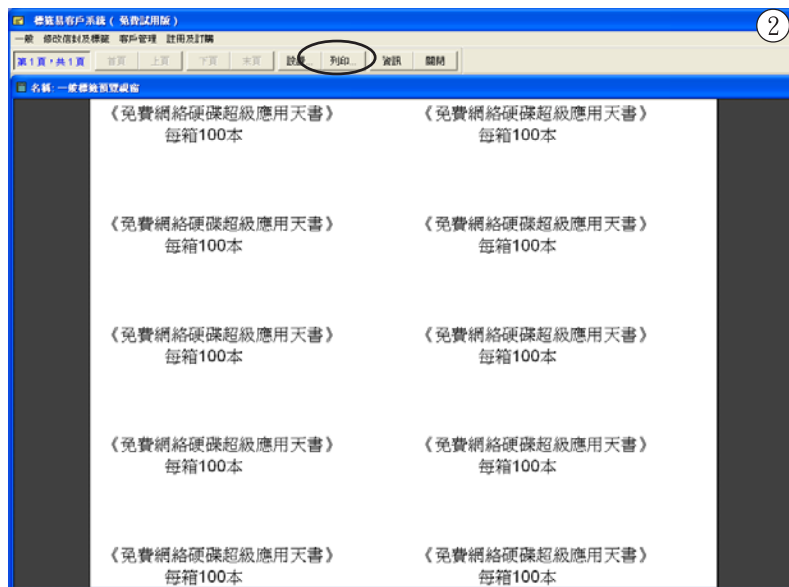 標籤易客戶系統 ( 免費試用版 )
②
一般 修改信封及標籤 客戶管理 註冊及訂購
第1頁，共1頁 首頁 上頁 下頁 末頁 列印... 資訊 關閉
名稱: 一般標籤預覽視窗
《免費網絡硬碟超級應用天書》 《免費網絡硬碟超級應用天書》
每箱100本 每箱100本
《免費網絡硬碟超級應用天書》 《免費網絡硬碟超級應用天書》
每箱100本 每箱100本
《免費網絡硬碟超級應用天書》 《免費網絡硬碟超級應用天書》
每箱100本 每箱100本
《免費網絡硬碟超級應用天書》 《免費網絡硬碟超級應用天書》
每箱100本 每箱100本
《免費網絡硬碟超級應用天書》 《免費網絡硬碟超級應用天書》
每箱100本 每箱100本